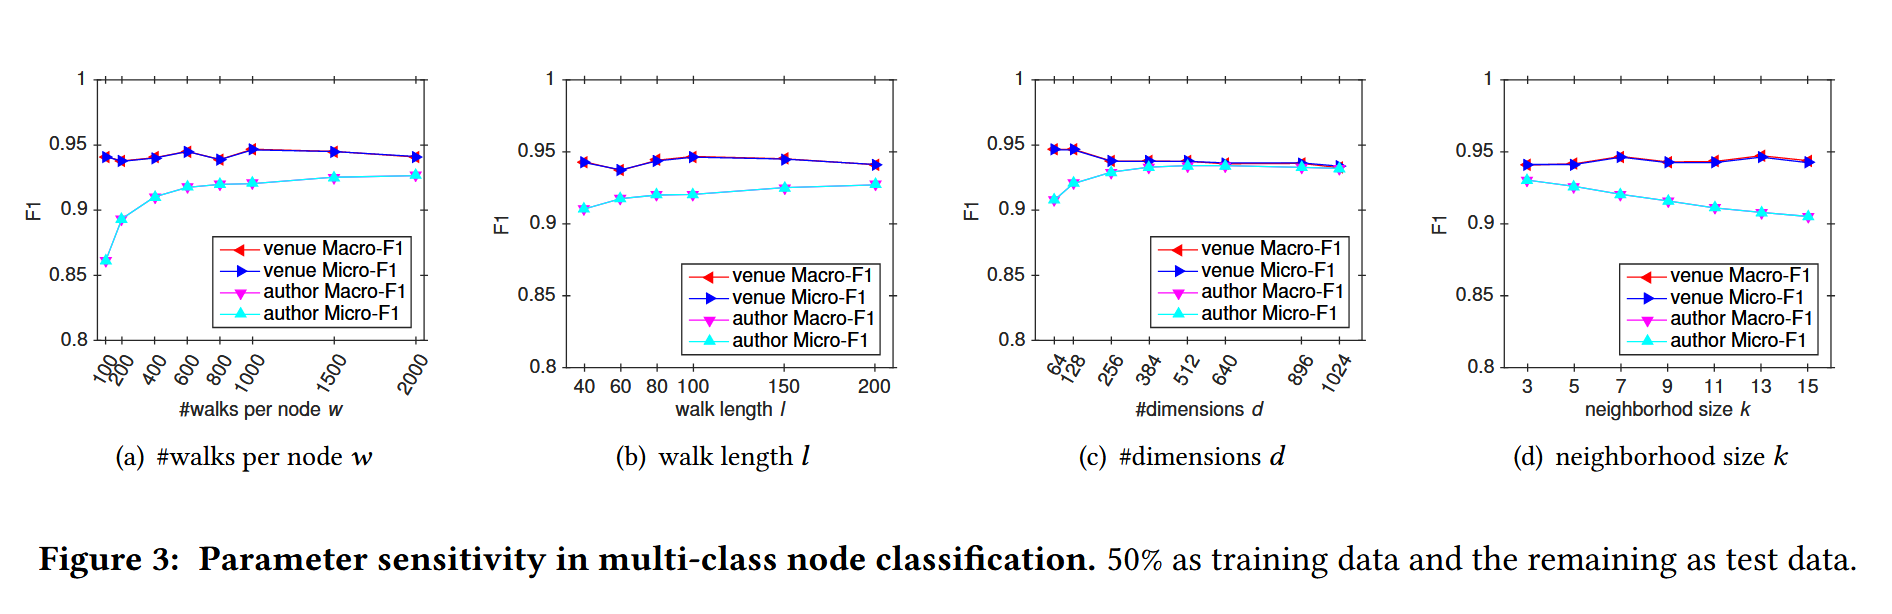 1
0.95
0.9
0.85
0.8
F1
venue Macro-F1
venue Micro-F1
author Macro-F1
author Micro-F1
100 200 400 600 800 1000 1500 2000
#walks per node w
(a) #walks per node w
1
0.95
0.9
0.85
0.8
F1
venue Macro-F1
venue Micro-F1
author Macro-F1
author Micro-F1
40 60 80 100 150 200
walk length l
(b) walk length l
1
0.95
0.9
0.85
0.8
F1
venue Macro-F1
venue Micro-F1
author Macro-F1
author Micro-F1
64 128 256 384 512 640 896 1024
#dimensions d
(c) #dimensions d
1
0.95
0.9
0.85
0.8
F1
venue Macro-F1
venue Micro-F1
author Macro-F1
author Micro-F1
3 5 7 9 11 13 15
neighborhod size k
(d) neighborhood size k
Figure 3: Parameter sensitivity in multi-class node classification. 50% as training data and the remaining as test data.